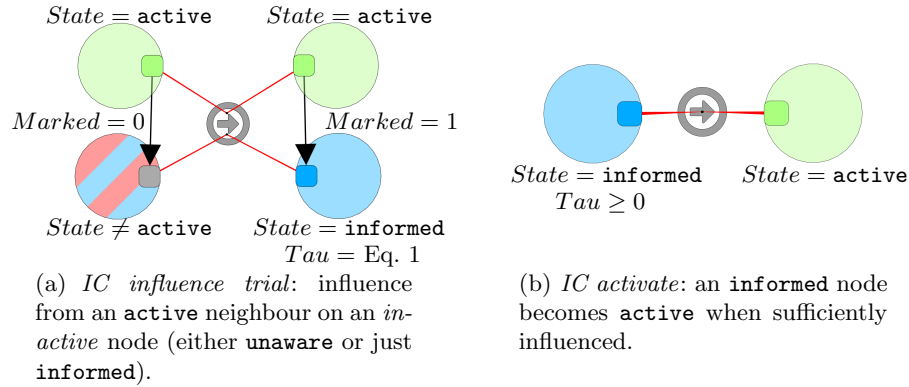 State = active
State = active
Marked = 0
Marked = 1
State ≠ active
State = informed
Tau = Eq. 1
(a) IC influence trial: influence
from an active neighbour on an in-
active node (either unaware or just
informed).
State = informed
State = active
Tau ≥ 0
(b) IC activate: an informed node
becomes active when sufficiently
influenced.